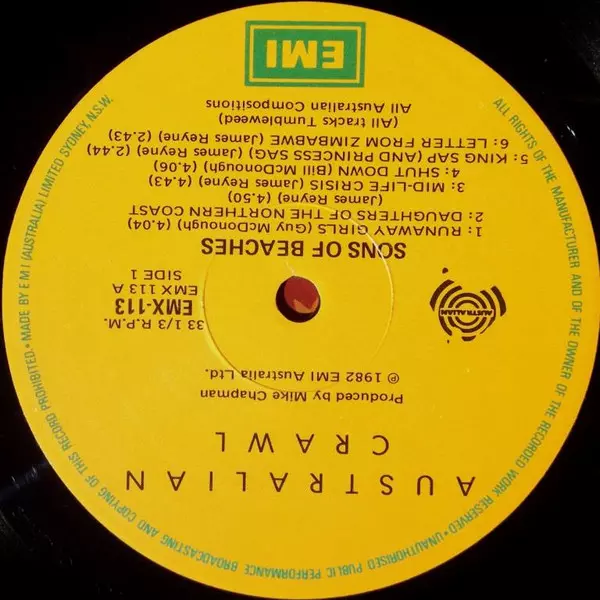 AUSTRALIAN
CRAWL
Produced by Mike Chapman
℗ 1982 EMI Australia Ltd.
AUSTRALIAN
33 1/3 R.P.M.
EMX-113
EMX 113 A
SIDE 1
SONS OF BEACHES
1: RUNAWAY GIRLS (Guy McDonough) (4.04)
2: DAUGHTERS OF THE NORTHERN COAST
(James Reyne) (4.50)
3: MID-LIFE CRISIS (James Reyne) (4.43)
4: SHUT DOWN (Bill McDonough) (4.06)
5: KING SAP (AND PRINCESS SAG) (James Reyne) (2.44)
6: LETTER FROM ZIMBABWE (James Reyne) (2.43)
(All tracks Tumbleweed)
All Australian Compositions
EMI
ALL RIGHTS OF THE MANUFACTURER AND OF THE OWNER OF THE RECORDED WORK RESERVED • UNAUTHORISED PUBLIC PERFORMANCE BROADCASTING AND COPYING OF THIS RECORD PROHIBITED • MADE BY E M I (AUSTRALIA) LIMITED SYDNEY, N.S.W.